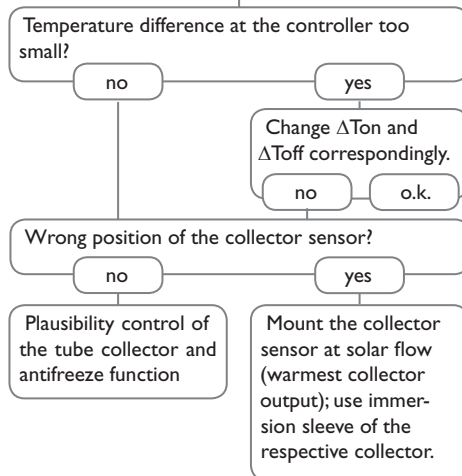 Temperature difference at the controller too
small?
no
yes
Change ΔTon and
ΔToff correspondingly.
no
o.k.
Wrong position of the collector sensor?
no
yes
Plausibility control of
the tube collector and
antifreeze function
Mount the collector
sensor at solar flow
(warmest collector
output); use immer-
sion sleeve of the
respective collector.